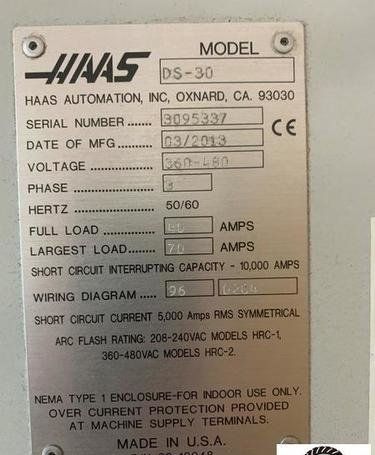 HAAS MODEL DS-30
HAAS AUTOMATION, INC, OXNARD, CA. 93030
SERIAL NUMBER ...... 3095337
DATE OF MFG ........... 03/2013 CE
VOLTAGE .................. 360-480
PHASE ...................... 3
HERTZ ...................... 50/60
FULL LOAD .............. AMPS
LARGEST LOAD ....... 70 AMPS
SHORT CIRCUIT INTERRUPTING CAPACITY - 10,000 AMPS
WIRING DIAGRAM ..... 96
SHORT CIRCUIT CURRENT 5,000 Amps RMS SYMMETRICAL
ARC FLASH RATING: 208-240VAC MODELS HRC-1,
360-480VAC MODELS HRC-2.
NEMA TYPE 1 ENCLOSURE-FOR INDOOR USE ONLY.
OVER CURRENT PROTECTION PROVIDED
AT MACHINE SUPPLY TERMINALS.
MADE IN U.S.A.